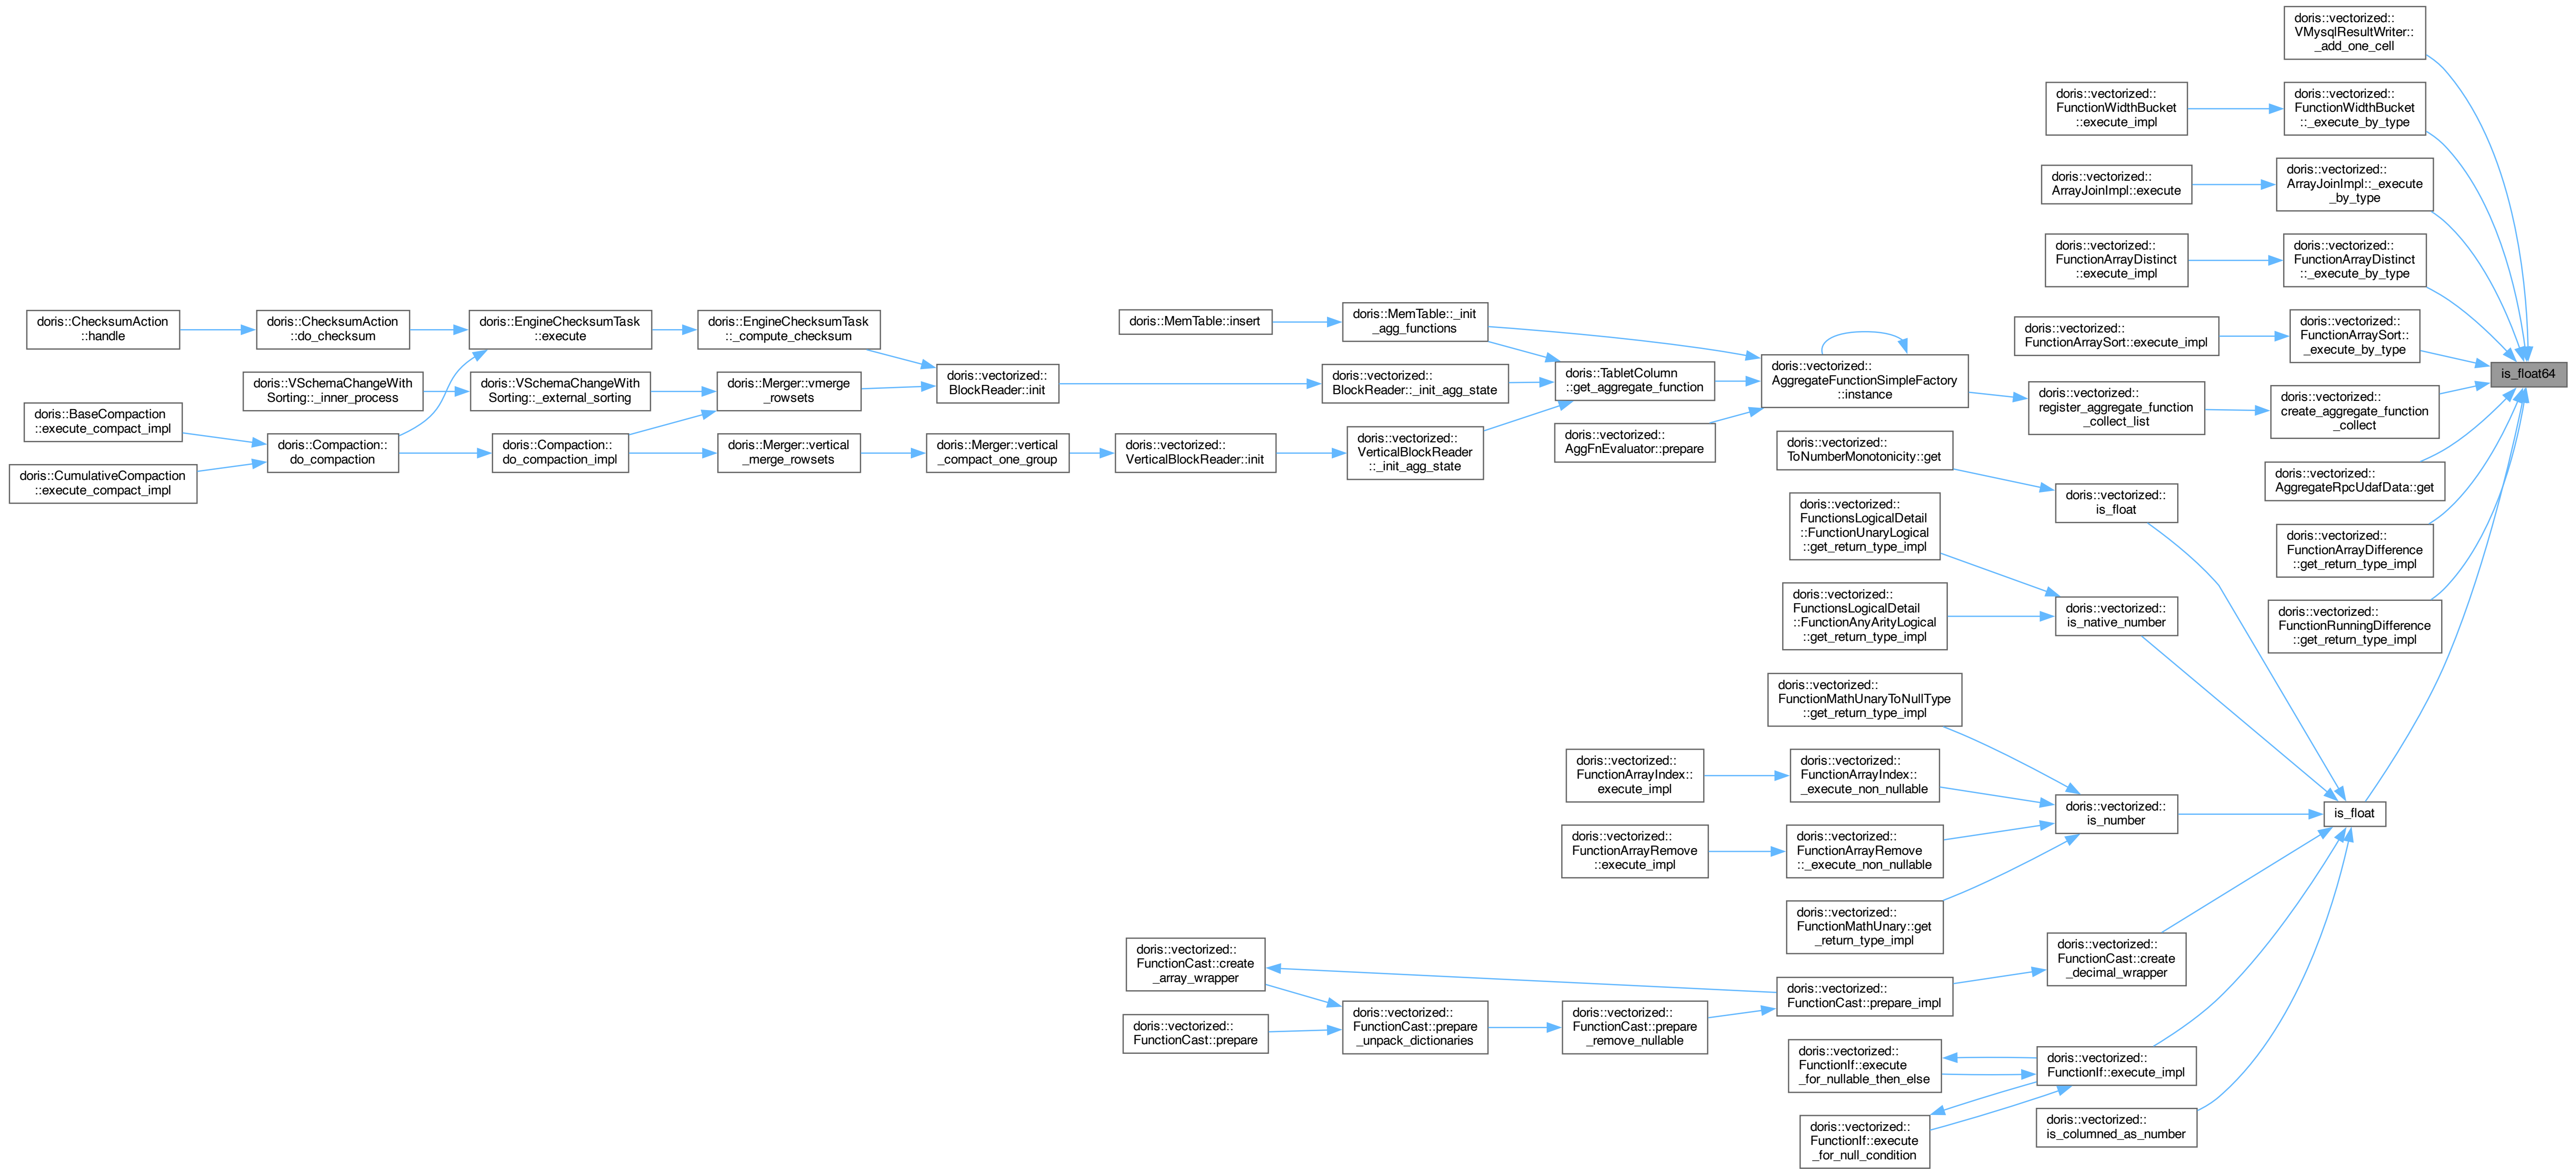 doris::vectorized::
VMysqlResultWriter::
_add_one_cell
doris::vectorized::
FunctionWidthBucket
::execute_impl
doris::vectorized::
FunctionWidthBucket
::_execute_by_type
doris::vectorized::
ArrayJoinImpl::execute
doris::vectorized::
ArrayJoinImpl::_execute
_by_type
doris::vectorized::
FunctionArrayDistinct
::execute_impl
doris::vectorized::
FunctionArrayDistinct
::_execute_by_type
doris::ChecksumAction
::handle
doris::ChecksumAction
::do_checksum
doris::EngineChecksumTask
::execute
doris::EngineChecksumTask
::_compute_checksum
doris::MemTable::insert
doris::MemTable::_init
_agg_functions
doris::vectorized::
FunctionArraySort::execute_impl
doris::vectorized::
FunctionArraySort::
_execute_by_type
is_float64
doris::VSchemaChangeWith
Sorting::_inner_process
doris::VSchemaChangeWith
Sorting::_external_sorting
doris::Merger::vmerge
_rowsets
doris::vectorized::
BlockReader::init
doris::vectorized::
BlockReader::_init_agg_state
doris::TabletColumn
::get_aggregate_function
doris::vectorized::
AggregateFunctionSimpleFactory
::instance
doris::vectorized::
register_aggregate_function
_collect_list
doris::vectorized::
create_aggregate_function
_collect
doris::BaseCompaction
::execute_compact_impl
doris::CumulativeCompaction
::execute_compact_impl
doris::Compaction::
do_compaction
doris::Compaction::
do_compaction_impl
doris::Merger::vertical
_merge_rowsets
doris::Merger::vertical
_compact_one_group
doris::vectorized::
VerticalBlockReader::init
doris::vectorized::
VerticalBlockReader
::_init_agg_state
doris::vectorized::
AggFnEvaluator::prepare
doris::vectorized::
ToNumberMonotonicity::get
doris::vectorized::
is_float
doris::vectorized::
AggregateRpcUdafData::get
doris::vectorized::
FunctionsLogicalDetail
::FunctionUnaryLogical
::get_return_type_impl
doris::vectorized::
FunctionArrayDifference
::get_return_type_impl
doris::vectorized::
FunctionsLogicalDetail
::FunctionAnyArityLogical
::get_return_type_impl
doris::vectorized::
is_native_number
doris::vectorized::
FunctionRunningDifference
::get_return_type_impl
doris::vectorized::
FunctionMathUnaryToNullType
::get_return_type_impl
doris::vectorized::
FunctionArrayIndex::
execute_impl
doris::vectorized::
FunctionArrayIndex::
_execute_non_nullable
doris::vectorized::
is_number
is_float
doris::vectorized::
FunctionArrayRemove
::execute_impl
doris::vectorized::
FunctionArrayRemove
::_execute_non_nullable
doris::vectorized::
FunctionMathUnary::get
_return_type_impl
doris::vectorized::
FunctionCast::create
_array_wrapper
doris::vectorized::
FunctionCast::create
_decimal_wrapper
doris::vectorized::
FunctionCast::prepare_impl
doris::vectorized::
FunctionCast::prepare
doris::vectorized::
FunctionCast::prepare
_unpack_dictionaries
doris::vectorized::
FunctionCast::prepare
_remove_nullable
doris::vectorized::
FunctionIf::execute
_for_nullable_then_else
doris::vectorized::
FunctionIf::execute_impl
doris::vectorized::
FunctionIf::execute
_for_null_condition
doris::vectorized::
is_columned_as_number